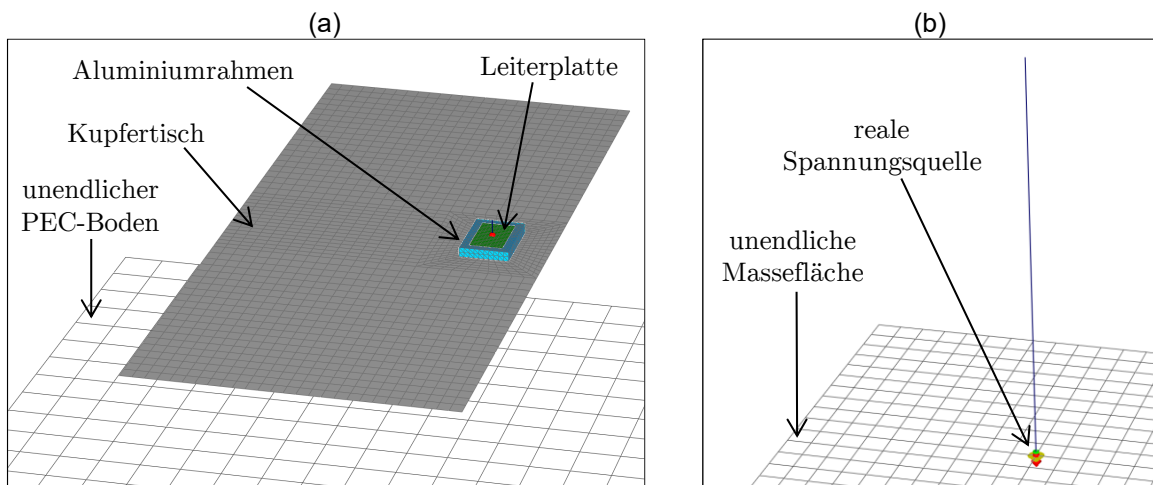 (a)
Aluminiumrahmen
Leiterplatte
Kupfertisch
unendlicher
PEC-Boden
(b)
reale
Spannungsquelle
unendliche
Massefläche